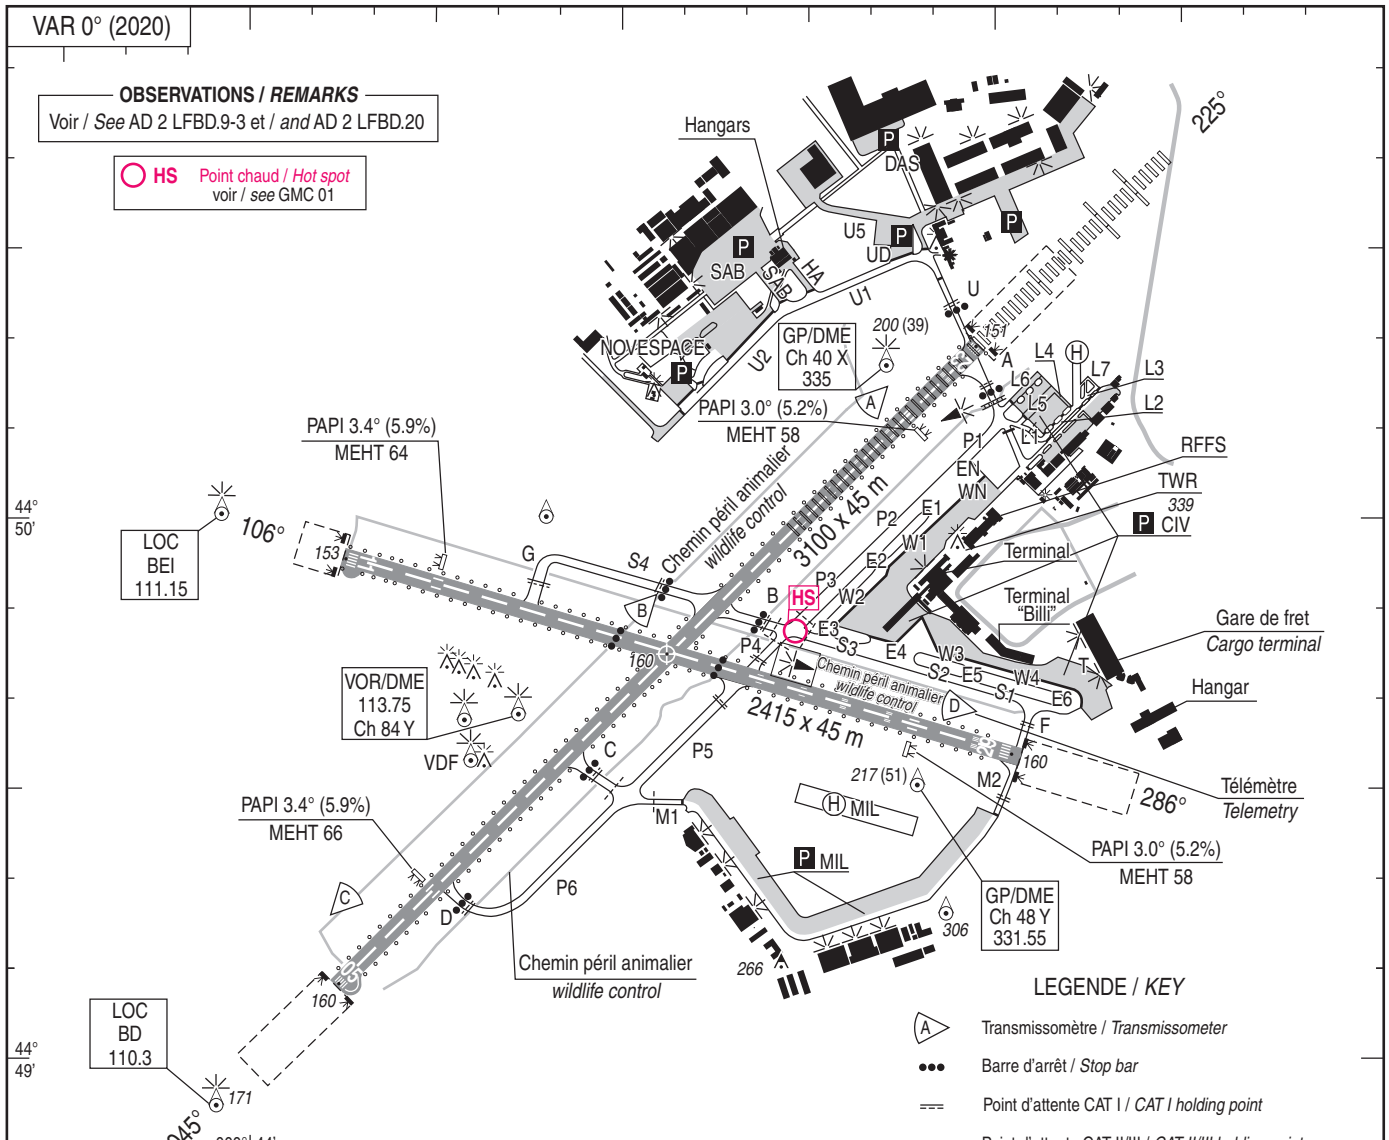 VAR 0° (2020)
OBSERVATIONS / REMARKS
Voir / See AD 2 LFBD.9-3 et / and AD 2 LFBD.20
HS Point chaud / Hot spot
voir / see GMC 01
225°
Hangars
P
DAS
P
P
U5
UD
P
SAB
SAB
HA
U1
U
U2
NOVESPACE
P
200 (39)
GP/DME
Ch 40 X
335
151
A
A
L4
H
L7
L3
L6
L5
L2
L1
PAPI 3.0° (5.2%)
MEHT 58
PAPI 3.4° (5.9%)
MEHT 64
P1
RFFS
EN
WN
TWR
339
P CIV
Chemin péril animalier
wildlife control
3100 x 45 m
P2
E1
W1
E2
Terminal
44°
50'
106°
LOC
BEI
111.15
153
G
S4
P3
HS
W2
Terminal
"Billi"
B
B
E3
S3
E4
Gare de fret
Cargo terminal
P4
160
W3
S2
E5
W4
S1
T
E6
Chemin péril animalier
wildlife control
D
F
Hangar
VOR/DME
113.75
Ch 84 Y
VDF
2415 x 45 m
C
P5
217 (51)
M2
160
286°
Télémètre
Telemetry
H MIL
M1
PAPI 3.4° (5.9%)
MEHT 66
PAPI 3.0° (5.2%)
MEHT 58
P MIL
C
P6
D
GP/DME
Ch 48 Y
331.55
306
266
Chemin péril animalier
wildlife control
160
LOC
BD
110.3
171
045°
44°
49'
LEGENDE / KEY
A Transmissomètre / Transmissometer
Barre d'arrêt / Stop bar
Point d'attente CAT I / CAT I holding point